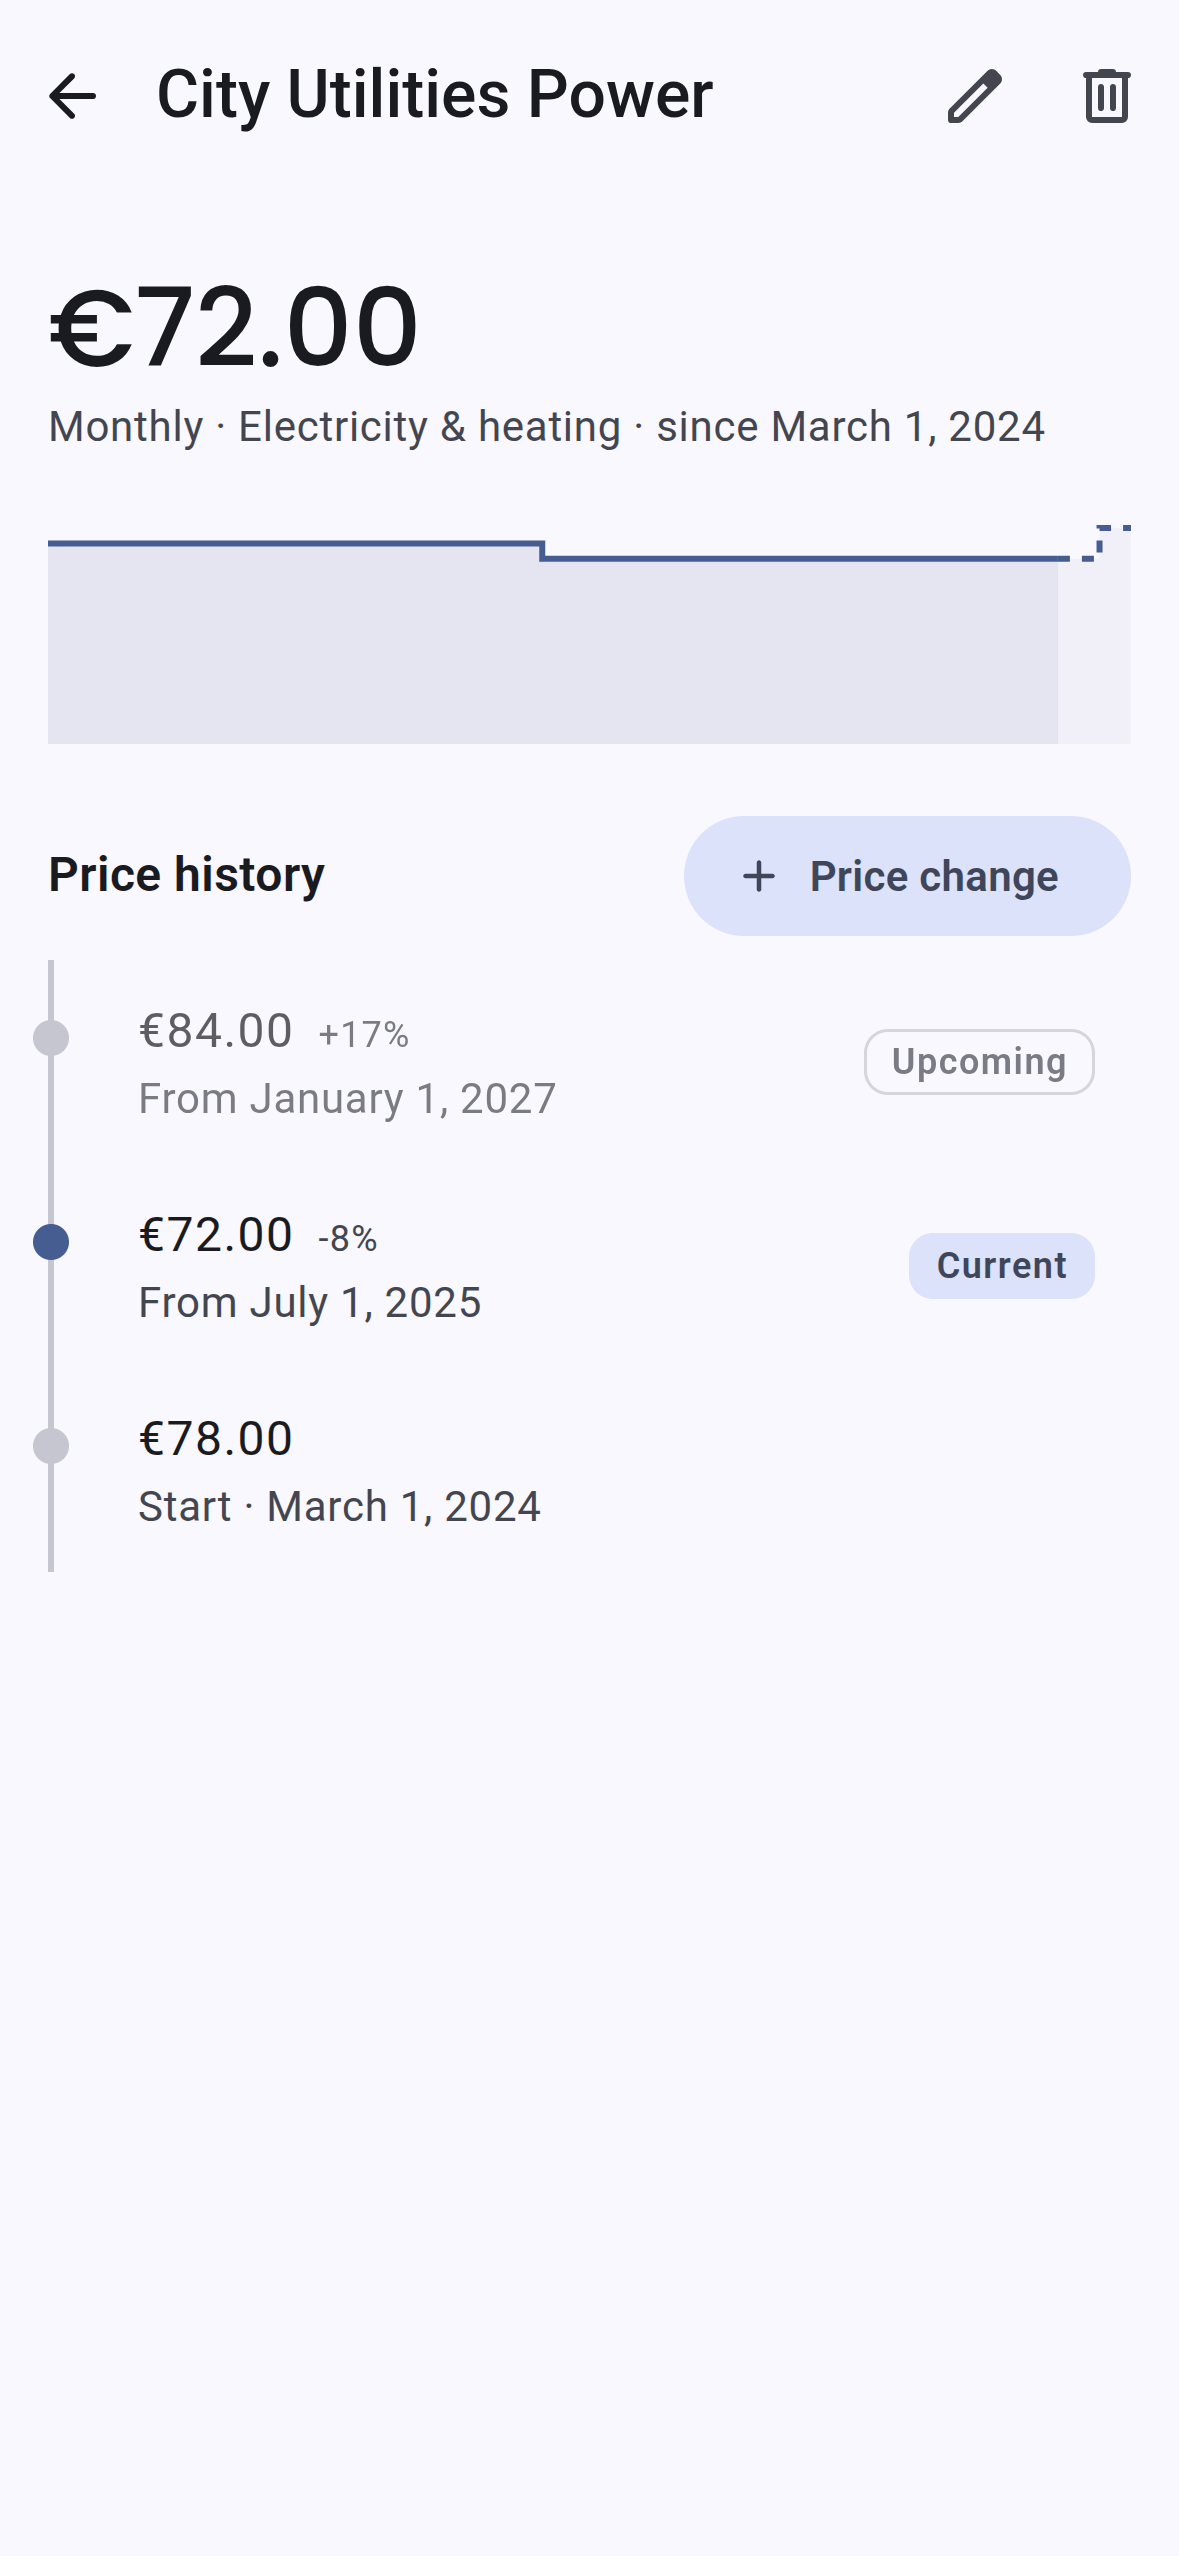 City Utilities Power
€72.00
Monthly · Electricity & heating · since March 1, 2024
Price history
Price change
€84.00 +17%
Upcoming
From January 1, 2027
€72.00 -8%
Current
From July 1, 2025
€78.00
Start · March 1, 2024